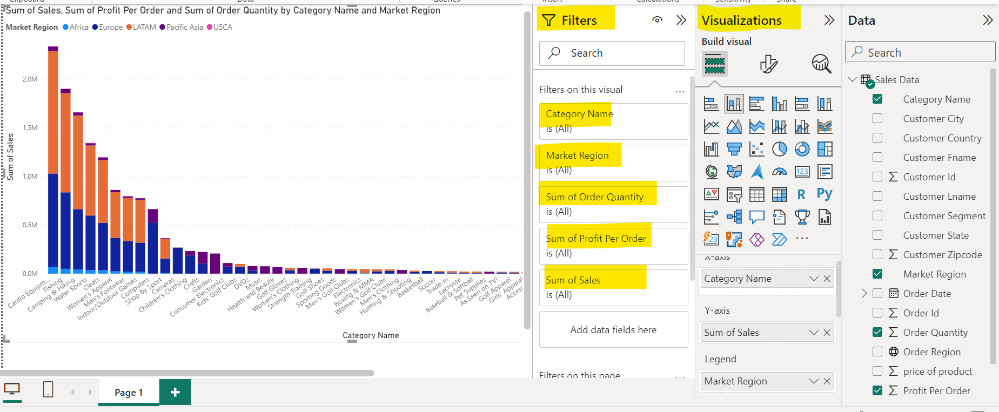 Clipboard
Data
Queries
Insert
Calculations
Sensitivity
Share
Sum of Sales, Sum of Profit Per Order and Sum of Order Quantity by Category Name and Market Region
Market Region Africa Europe LATAM Pacific Asia USCA
2.0M
1.5M
1.0M
0.5M
0.0M
Sum of Sales
Cardio Equipm...
Fishing
Camping & Hiking
Water Sports
Cleats
Women's Apparel
Men's Footwear
Indoor/Outdoor Games
Computers
Shop By Sport
Cameras
Children's Clothing
Crafts
Garden
Consumer Electronics
Kids' Golf Clubs
DVDs
Music
Health and Beauty
Golf Gloves
Women's Clothing
Strength Training
Golf Shoes
Sporting Goods
Men's Golf Clubs
Electronics
Boxing & MMA
Women's Golf Clubs
Men's Clothing
Hunting & Shooting
Basketball
Soccer
Trade-In
Lacrosse
Baseball & Softball
Pet Supplies
As Seen on TV!
Golf Apparel
Girls' Apparel
Access
Category Name
Page 1
Filters
Search
Filters on this visual
...
Category Name
is (All)
Market Region
is (All)
Sum of Order Quantity
is (All)
Sum of Profit Per Order
is (All)
Sum of Sales
is (All)
Add data fields here
Filters on this page
...
Visualizations
Build visual
123
R
Py
123
...
X-axis
Category Name
Y-axis
Sum of Sales
Legend
Market Region
Data
Search
Sales Data
Category Name
Customer City
Customer Country
Customer Fname
Customer Id
Customer Lname
Customer Segment
Customer State
Customer Zipcode
Market Region
Order Date
Order Id
Order Quantity
Order Region
price of product
Profit Per Order